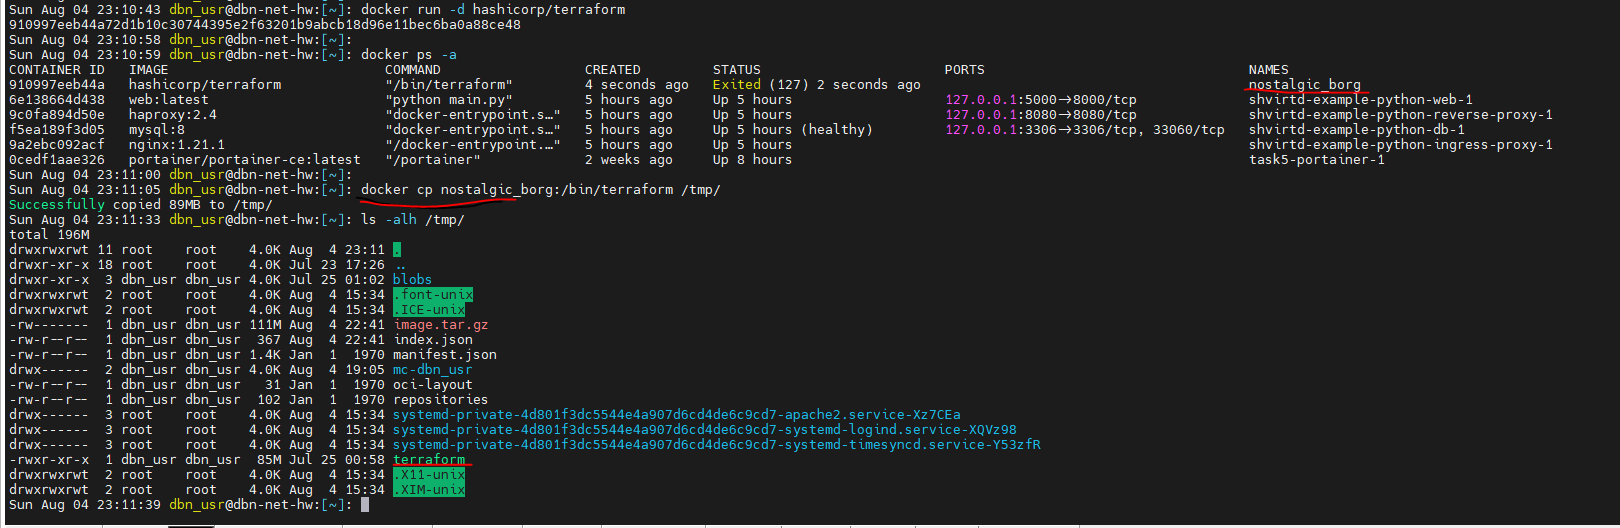 Sun Aug 04 23:10:43 dbn_usr@dbn-net-hw:[~]: docker run -d hashicorp/terraform
910997eeb44a72d1b10c30744395e2f63201b9abcb18d96e11bec6ba0a88ce48
Sun Aug 04 23:10:58 dbn_usr@dbn-net-hw:[~]:
Sun Aug 04 23:10:59 dbn_usr@dbn-net-hw:[~]: docker ps -a
CONTAINER ID   IMAGE                           COMMAND                  CREATED         STATUS                       PORTS                                 NAMES
910997eeb44a   hashicorp/terraform             "/bin/terraform"         4 seconds ago   Exited (127) 2 seconds ago                                         nostalgic_borg
6e138664d438   web:latest                      "python main.py"         5 hours ago     Up 5 hours                   127.0.0.1:5000→8000/tcp               shvirtd-example-python-web-1
9c0fa894d50e   haproxy:2.4                     "docker-entrypoint.s…"   5 hours ago     Up 5 hours                   127.0.0.1:8080→8080/tcp               shvirtd-example-python-reverse-proxy-1
f5ea189f3d05   mysql:8                         "docker-entrypoint.s…"   5 hours ago     Up 5 hours (healthy)         127.0.0.1:3306→3306/tcp, 33060/tcp    shvirtd-example-python-db-1
9a2ebc092acf   nginx:1.21.1                    "/docker-entrypoint.…"   5 hours ago     Up 5 hours                                                         shvirtd-example-python-ingress-proxy-1
0cedf1aae326   portainer/portainer-ce:latest   "/portainer"             2 weeks ago     Up 8 hours                                                         task5-portainer-1
Sun Aug 04 23:11:00 dbn_usr@dbn-net-hw:[~]:
Sun Aug 04 23:11:05 dbn_usr@dbn-net-hw:[~]: docker cp nostalgic_borg:/bin/terraform /tmp/
Successfully copied 89MB to /tmp/
Sun Aug 04 23:11:33 dbn_usr@dbn-net-hw:[~]: ls -alh /tmp/
total 196M
drwxrwxrwt 11 root    root    4.0K Aug  4 23:11 .
drwxr-xr-x 18 root    root    4.0K Jul 23 17:26 ..
drwxr-xr-x  3 dbn_usr dbn_usr 4.0K Jul 25 01:02 blobs
drwxrwxrwt  2 root    root    4.0K Aug  4 15:34 .font-unix
drwxrwxrwt  2 root    root    4.0K Aug  4 15:34 .ICE-unix
-rw-------  1 dbn_usr dbn_usr 111M Aug  4 22:41 image.tar.gz
-rw-r--r--  1 dbn_usr dbn_usr  367 Aug  4 22:41 index.json
-rw-r--r--  1 dbn_usr dbn_usr 1.4K Jan  1  1970 manifest.json
drwx------  2 dbn_usr dbn_usr 4.0K Aug  4 19:05 mc-dbn_usr
-rw-r--r--  1 dbn_usr dbn_usr   31 Jan  1  1970 oci-layout
-rw-r--r--  1 dbn_usr dbn_usr  102 Jan  1  1970 repositories
drwx------  3 root    root    4.0K Aug  4 15:34 systemd-private-4d801f3dc5544e4a907d6cd4de6c9cd7-apache2.service-Xz7CEa
drwx------  3 root    root    4.0K Aug  4 15:34 systemd-private-4d801f3dc5544e4a907d6cd4de6c9cd7-systemd-logind.service-XQVz98
drwx------  3 root    root    4.0K Aug  4 15:34 systemd-private-4d801f3dc5544e4a907d6cd4de6c9cd7-systemd-timesyncd.service-Y53zfR
-rwxr-xr-x  1 dbn_usr dbn_usr  85M Jul 25 00:58 terraform
drwxrwxrwt  2 root    root    4.0K Aug  4 15:34 .X11-unix
drwxrwxrwt  2 root    root    4.0K Aug  4 15:34 .XIM-unix
Sun Aug 04 23:11:39 dbn_usr@dbn-net-hw:[~]: